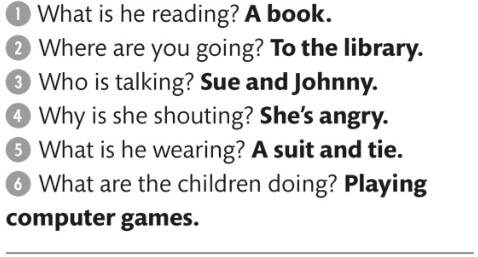 1 What is he reading? A book.
2 Where are you going? To the library.
3 Who is talking? Sue and Johnny.
4 Why is she shouting? She's angry.
5 What is he wearing? A suit and tie.
6 What are the children doing? Playing
computer games.